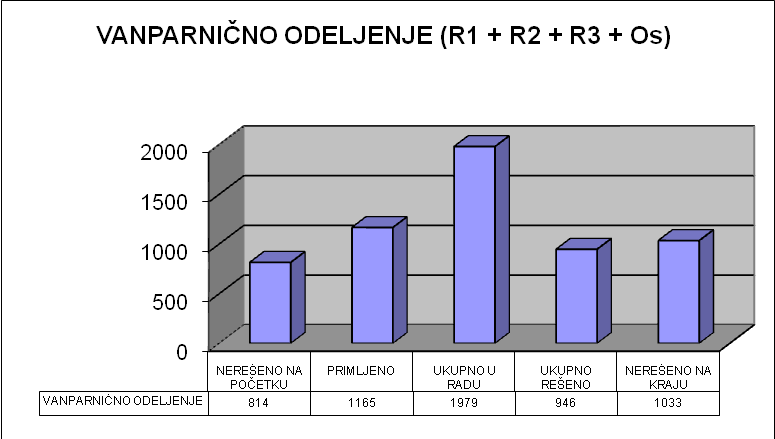 VANPARNIČNO ODELJENJE (R1 + R2 + R3 + Os)
2000
1500
1000
500
0
NEREŠENO NA POČETKU
PRIMLJENO
UKUPNO U RADU
UKUPNO REŠENO
NEREŠENO NA KRAJU
VANPARNIČNO ODELJENJE 814 1165 1979 946 1033